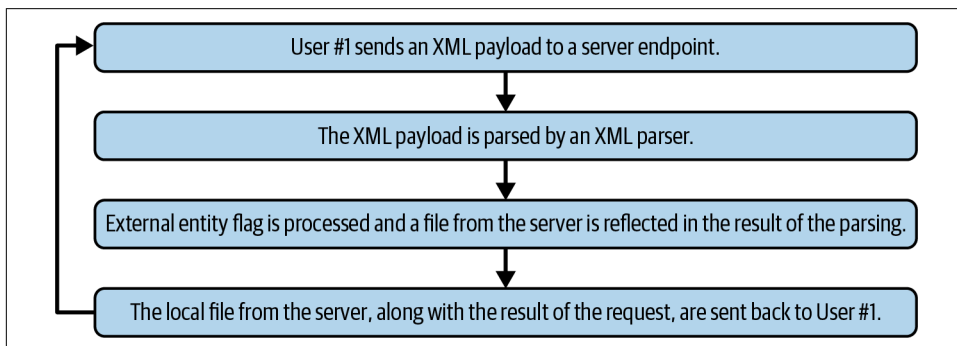 User #1 sends an XML payload to a server endpoint.
The XML payload is parsed by an XML parser.
External entity flag is processed and a file from the server is reflected in the result of the parsing.
The local file from the server, along with the result of the request, are sent back to User #1.